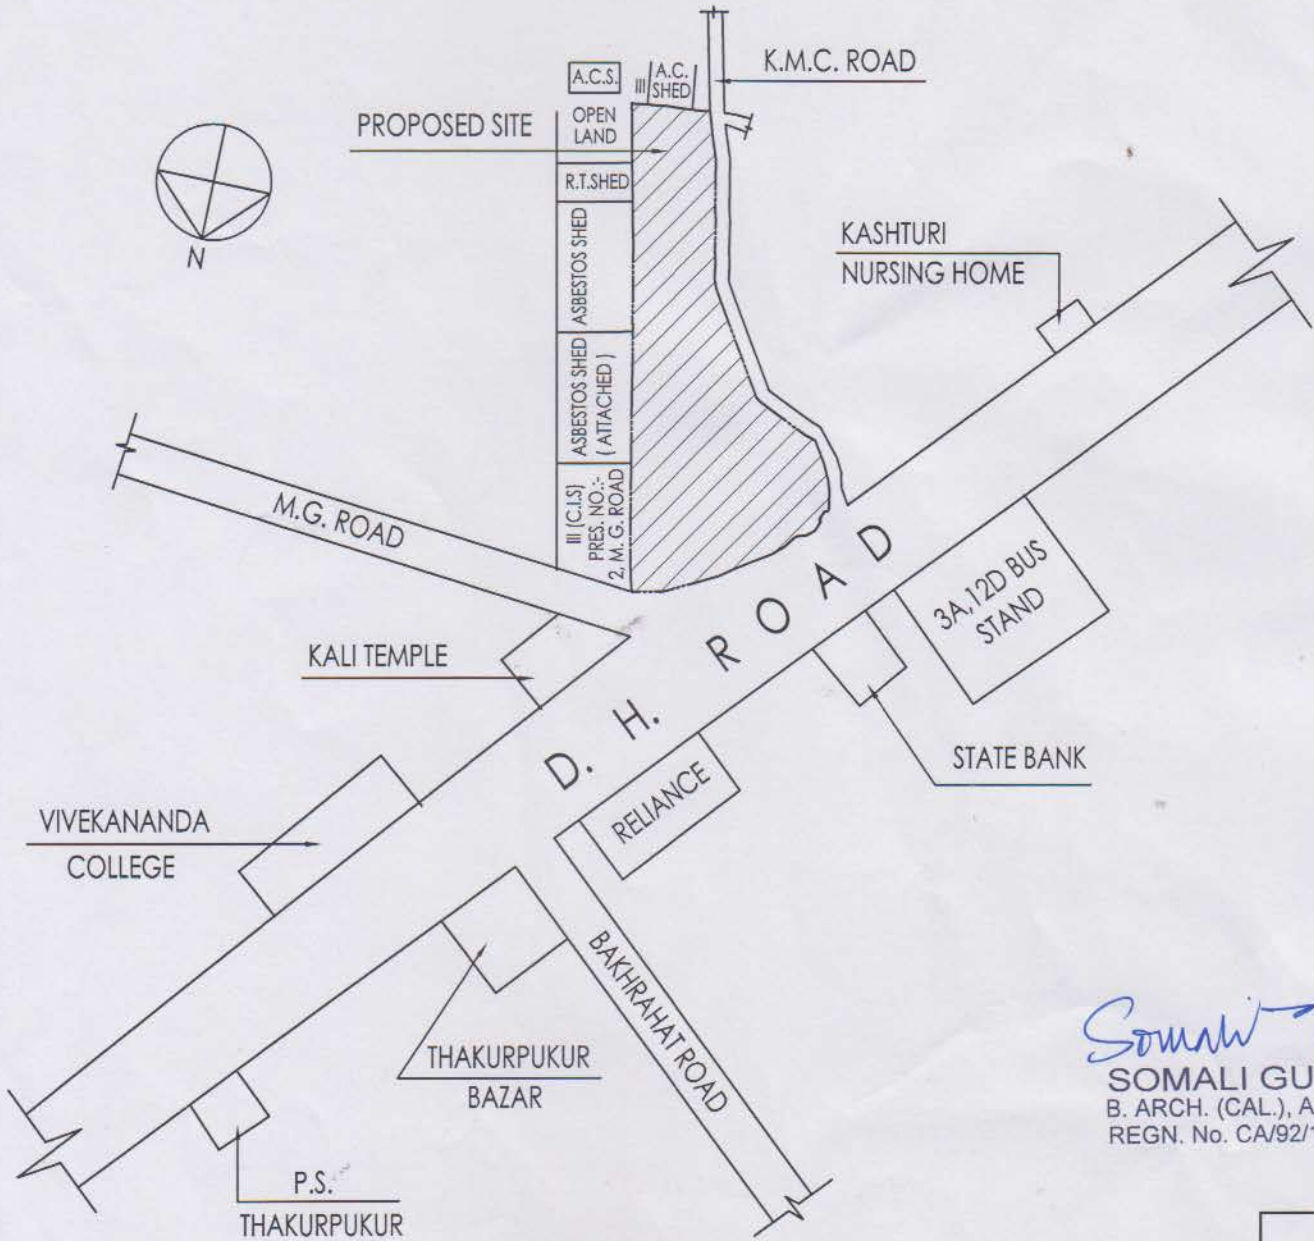 K.M.C. ROAD
A.C.S.
III
A.C.
SHED
OPEN
LAND
PROPOSED SITE
R.T.SHED
ASBESTOS SHED
ASBESTOS SHED
( ATTACHED )
III (C.I.S)
PRES. NO.:-
2, M. G. ROAD
N
KASHTURI
NURSING HOME
M.G. ROAD
KALI TEMPLE
D. H. ROAD
3A,12D BUS
STAND
STATE BANK
RELIANCE
VIVEKANANDA
COLLEGE
BAKHRAHAT ROAD
THAKURPUKUR
BAZAR
P.S.
THAKURPUKUR
Somali
SOMALI GU
B. ARCH. (CAL.), A
REGN. No. CA/92/1